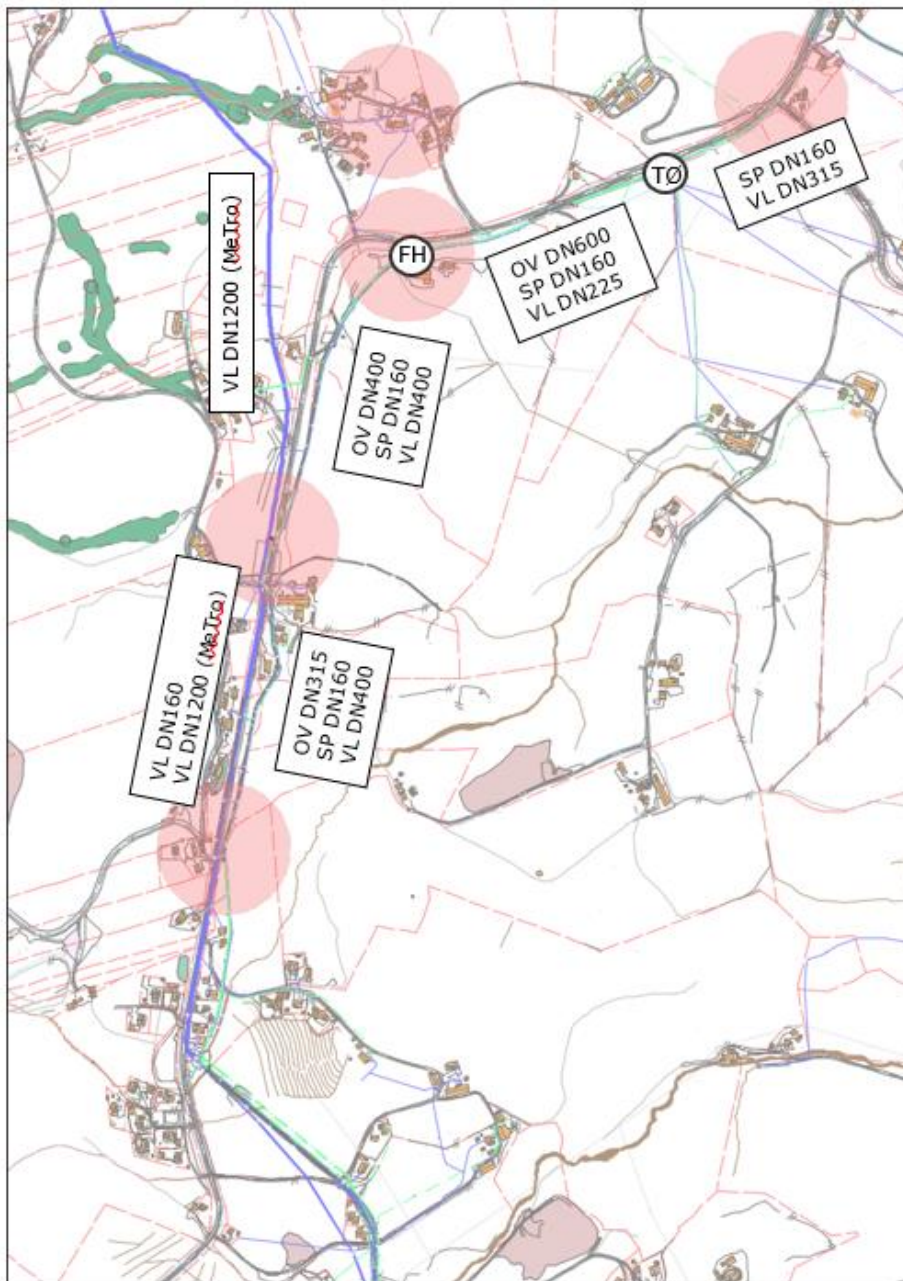 SP DN160
VL DN315
TØ
OV DN600
SP DN160
VL DN225
FH
VL DN1200 (MeTro)
OV DN400
SP DN160
VL DN400
VL DN160
VL DN1200 (MeTro)
OV DN315
SP DN160
VL DN400